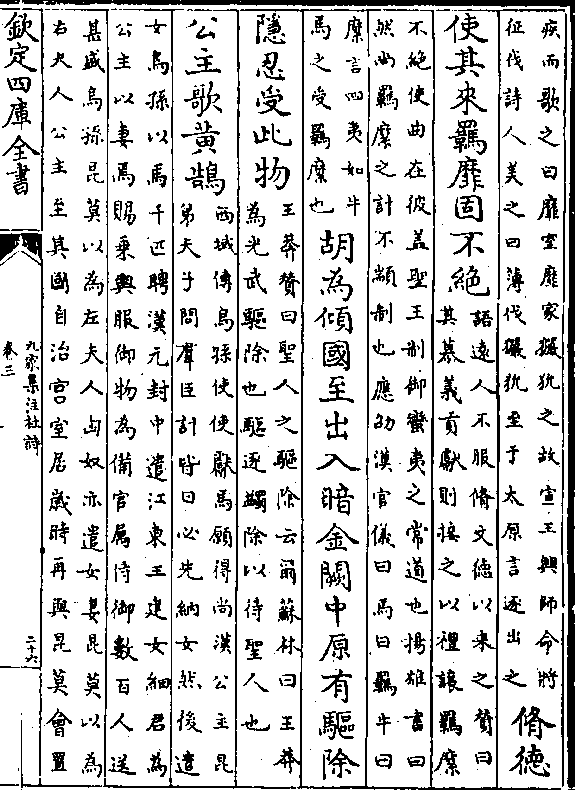 疾而歌之曰靡室靡家玁狁之故宣王興師命將
征伐詩人美之曰薄伐玁狁至于太原言逐出之
脩德
使其來羈靡固不絶
語遠人不服脩文德以來之贊曰
其慕義貢獻則接之以禮讓羈縻
不絶使曲在彼盖聖王制御蠻夷之常道也揚雄書曰
然尚羈縻之計不顓制也應劭漢官儀曰馬曰羈牛曰
縻言四夷如牛
馬之受羈縻也
胡為傾國至出入暗金闕中原有驅除
隱忍受此物
王莽贊曰聖人之驅除云爾蘇林曰王莽
為光武驅除也驅逐蠲除以待聖人也
公主歌黄鵠
西域傳烏孫使使獻馬願得尚漢公主昆
弟天子問羣臣計皆曰必先納女然後遣
女烏孫以馬千匹聘漢元封中遣江東王建女細君為
公主以妻焉賜乗輿服御物為備官属侍御數百人送
甚盛烏孫昆莫以為左夫人匈奴亦遣女妻昆莫以為
右夫人公主至其國自治宫室居歲時再與昆莫會置
欽定四庫全書
九家集注杜詩
卷三
二十六